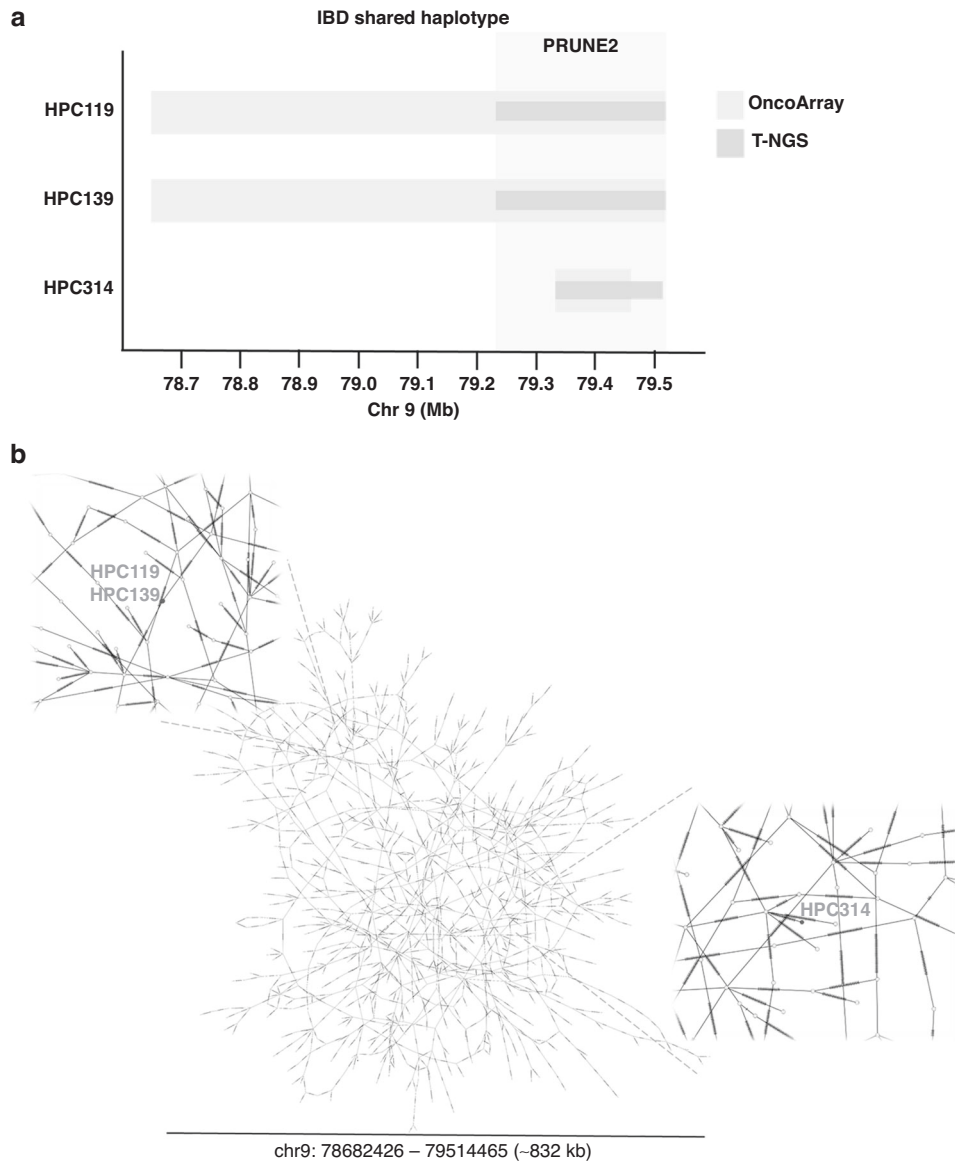 a
IBD shared haplotype
PRUNE2
HPC119
HPC139
HPC314
OncoArray
T-NGS
78.7 78.8 78.9 79.0 79.1 79.2 79.3 79.4 79.5
Chr 9 (Mb)
b
HPC119
HPC139
HPC314
chr9: 78682426 – 79514465 (~832 kb)